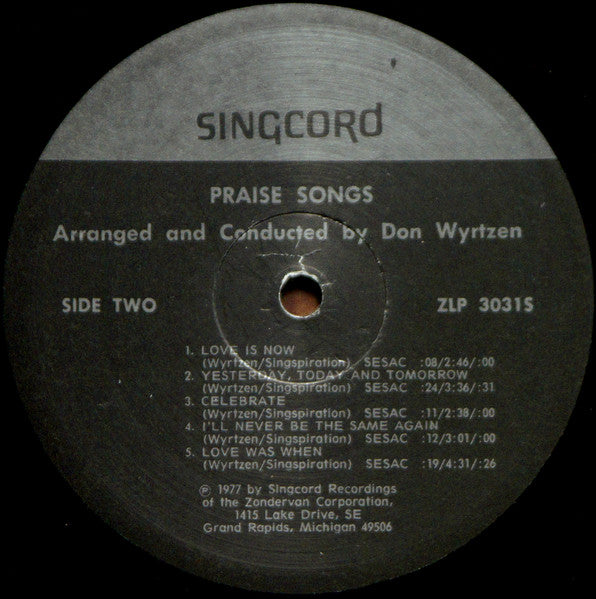 SINGCORD
PRAISE SONGS
Arranged and Conducted by Don Wyrtzen
SIDE TWO ZLP 3031S
1. LOVE IS NOW
(Wyrtzen/Singspiration) SESAC :08/2:46/:00
2. YESTERDAY, TODAY AND TOMORROW
(Wyrtzen/Singspiration) SESAC :24/3:36/:31
3. CELEBRATE
(Wyrtzen/Singspiration) SESAC :11/2:38/:00
4. I'LL NEVER BE THE SAME AGAIN
(Wyrtzen/Singspiration) SESAC :12/3:01/:00
5. LOVE WAS WHEN
(Wyrtzen/Singspiration) SESAC :19/4:31/:26
℗ 1977 by Singcord Recordings
of the Zondervan Corporation,
1415 Lake Drive, SE
Grand Rapids, Michigan 49506